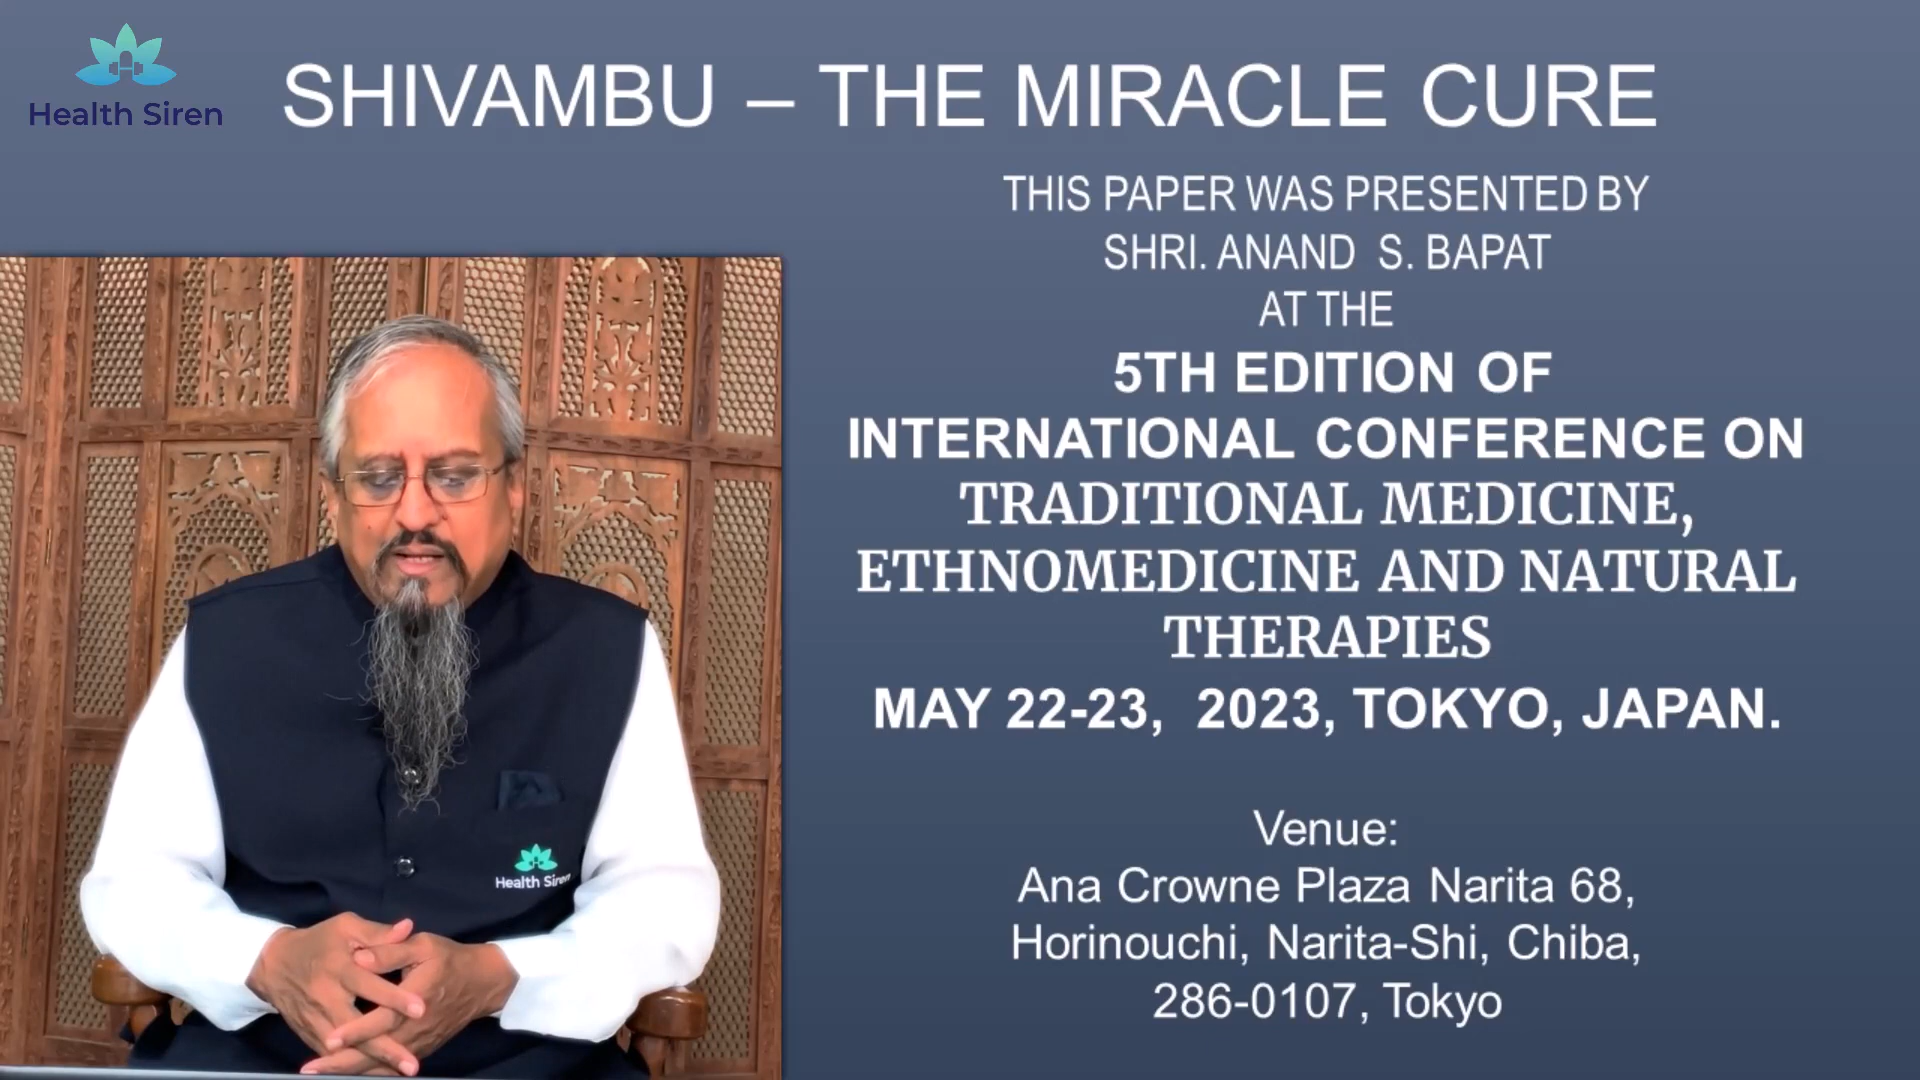 Health Siren
SHIVAMBU – THE MIRACLE CURE
THIS PAPER WAS PRESENTED BY
SHRI. ANAND S. BAPAT
AT THE
5TH EDITION OF
INTERNATIONAL CONFERENCE ON
TRADITIONAL MEDICINE,
ETHNOMEDICINE AND NATURAL
THERAPIES
MAY 22-23, 2023, TOKYO, JAPAN.
Venue:
Ana Crowne Plaza Narita 68,
Horinouchi, Narita-Shi, Chiba,
286-0107, Tokyo
Health Siren